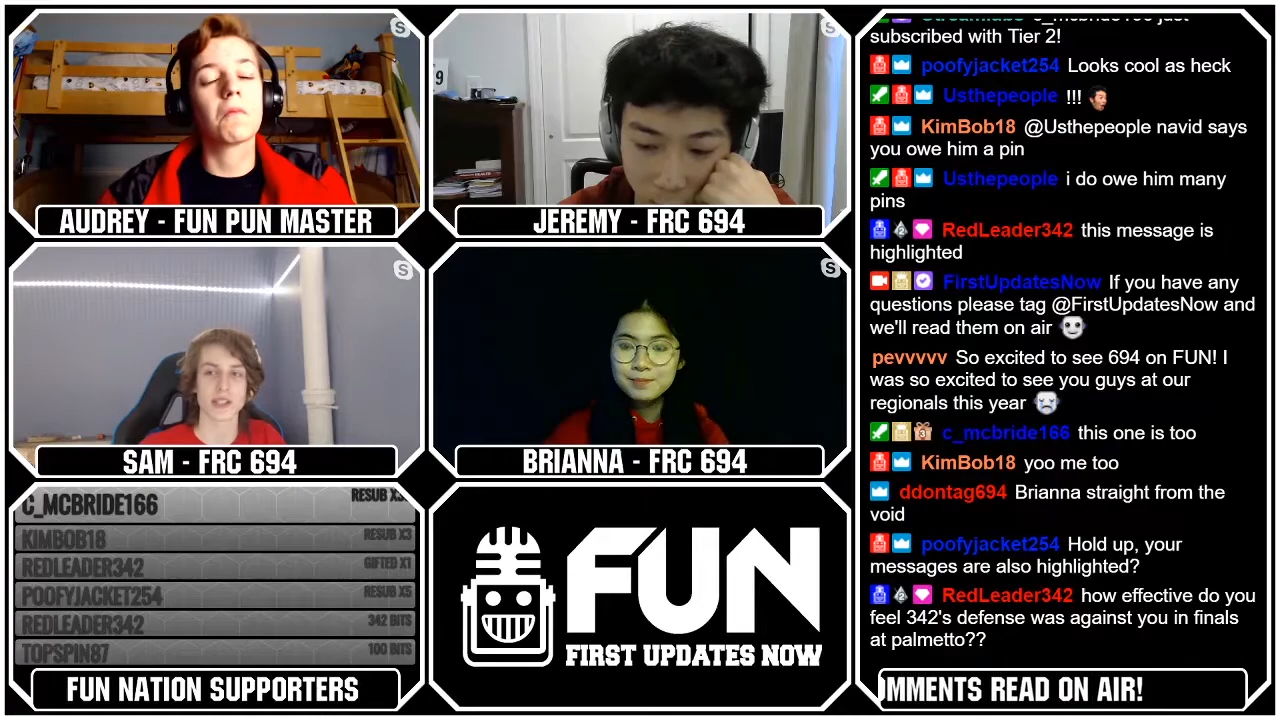 S
AUDREY - FUN PUN MASTER
S
9
JEREMY - FRC 694
S
SAM - FRC 694
S
BRIANNA - FRC 694
C_MCBRIDE166
KIMBOB18 RESUB X3
REDLEADER342 GIFTED X1
POOFYJACKET254 RESUB X5
REDLEADER342 342 BITS
TOPSPIN87 100 BITS
FUN NATION SUPPORTERS
FUN
FIRST UPDATES NOW
subscribed with Tier 2!
poofyjacket254 Looks cool as heck
Usthepeople !!!
KimBob18 @Usthepeople navid says
you owe him a pin
Usthepeople i do owe him many
pins
RedLeader342 this message is
highlighted
FirstUpdatesNow If you have any
questions please tag @FirstUpdatesNow and
we'll read them on air
pevvvvv So excited to see 694 on FUN! I
was so excited to see you guys at our
regionals this year
c_mcbride166 this one is too
KimBob18 yoo me too
ddontag694 Brianna straight from the
void
poofyjacket254 Hold up, your
messages are also highlighted?
RedLeader342 how effective do you
feel 342's defense was against you in finals
at palmetto??
OMMENTS READ ON AIR!